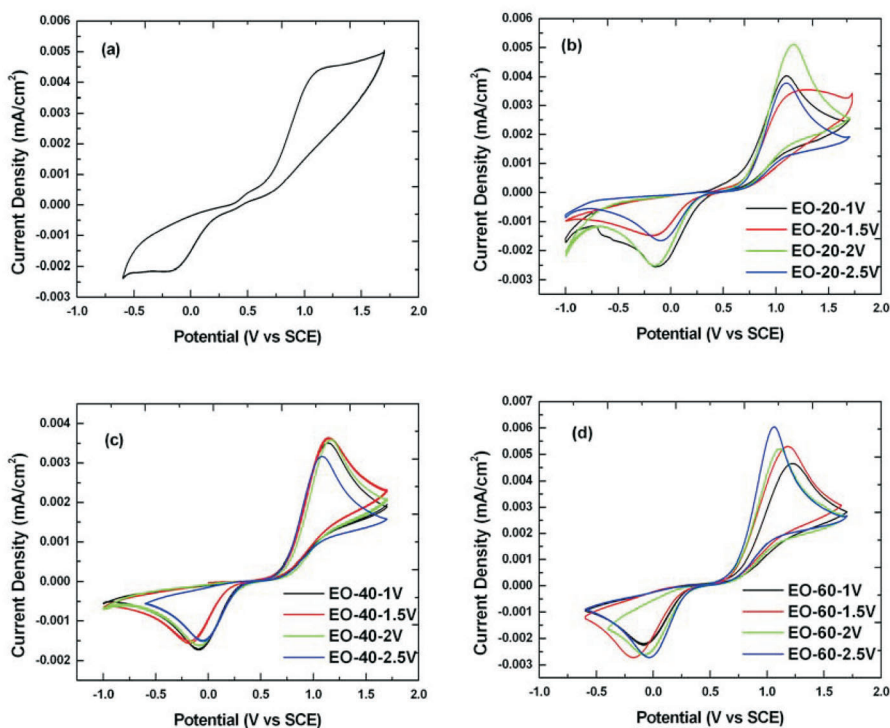 (a)
0.006
0.005
0.004
0.003
0.002
0.001
0.000
-0.001
-0.002
-0.003
-1.0 -0.5 0.0 0.5 1.0 1.5 2.0
Current Density (mA/cm²)
Potential (V vs SCE)
(b)
0.006
0.005
0.004
0.003
0.002
0.001
0.000
-0.001
-0.002
-0.003
-1.0 -0.5 0.0 0.5 1.0 1.5 2.0
Current Density (mA/cm²)
Potential (V vs SCE)
EO-20-1V
EO-20-1.5V
EO-20-2V
EO-20-2.5V
(c)
0.004
0.003
0.002
0.001
0.000
-0.001
-0.002
-1.0 -0.5 0.0 0.5 1.0 1.5 2.0
Current Density (mA/cm²)
Potential (V vs SCE)
EO-40-1V
EO-40-1.5V
EO-40-2V
EO-40-2.5V
(d)
0.007
0.006
0.005
0.004
0.003
0.002
0.001
0.000
-0.001
-0.002
-0.003
-1.0 -0.5 0.0 0.5 1.0 1.5 2.0
Current Density (mA/cm²)
Potential (V vs SCE)
EO-60-1V
EO-60-1.5V
EO-60-2V
EO-60-2.5V